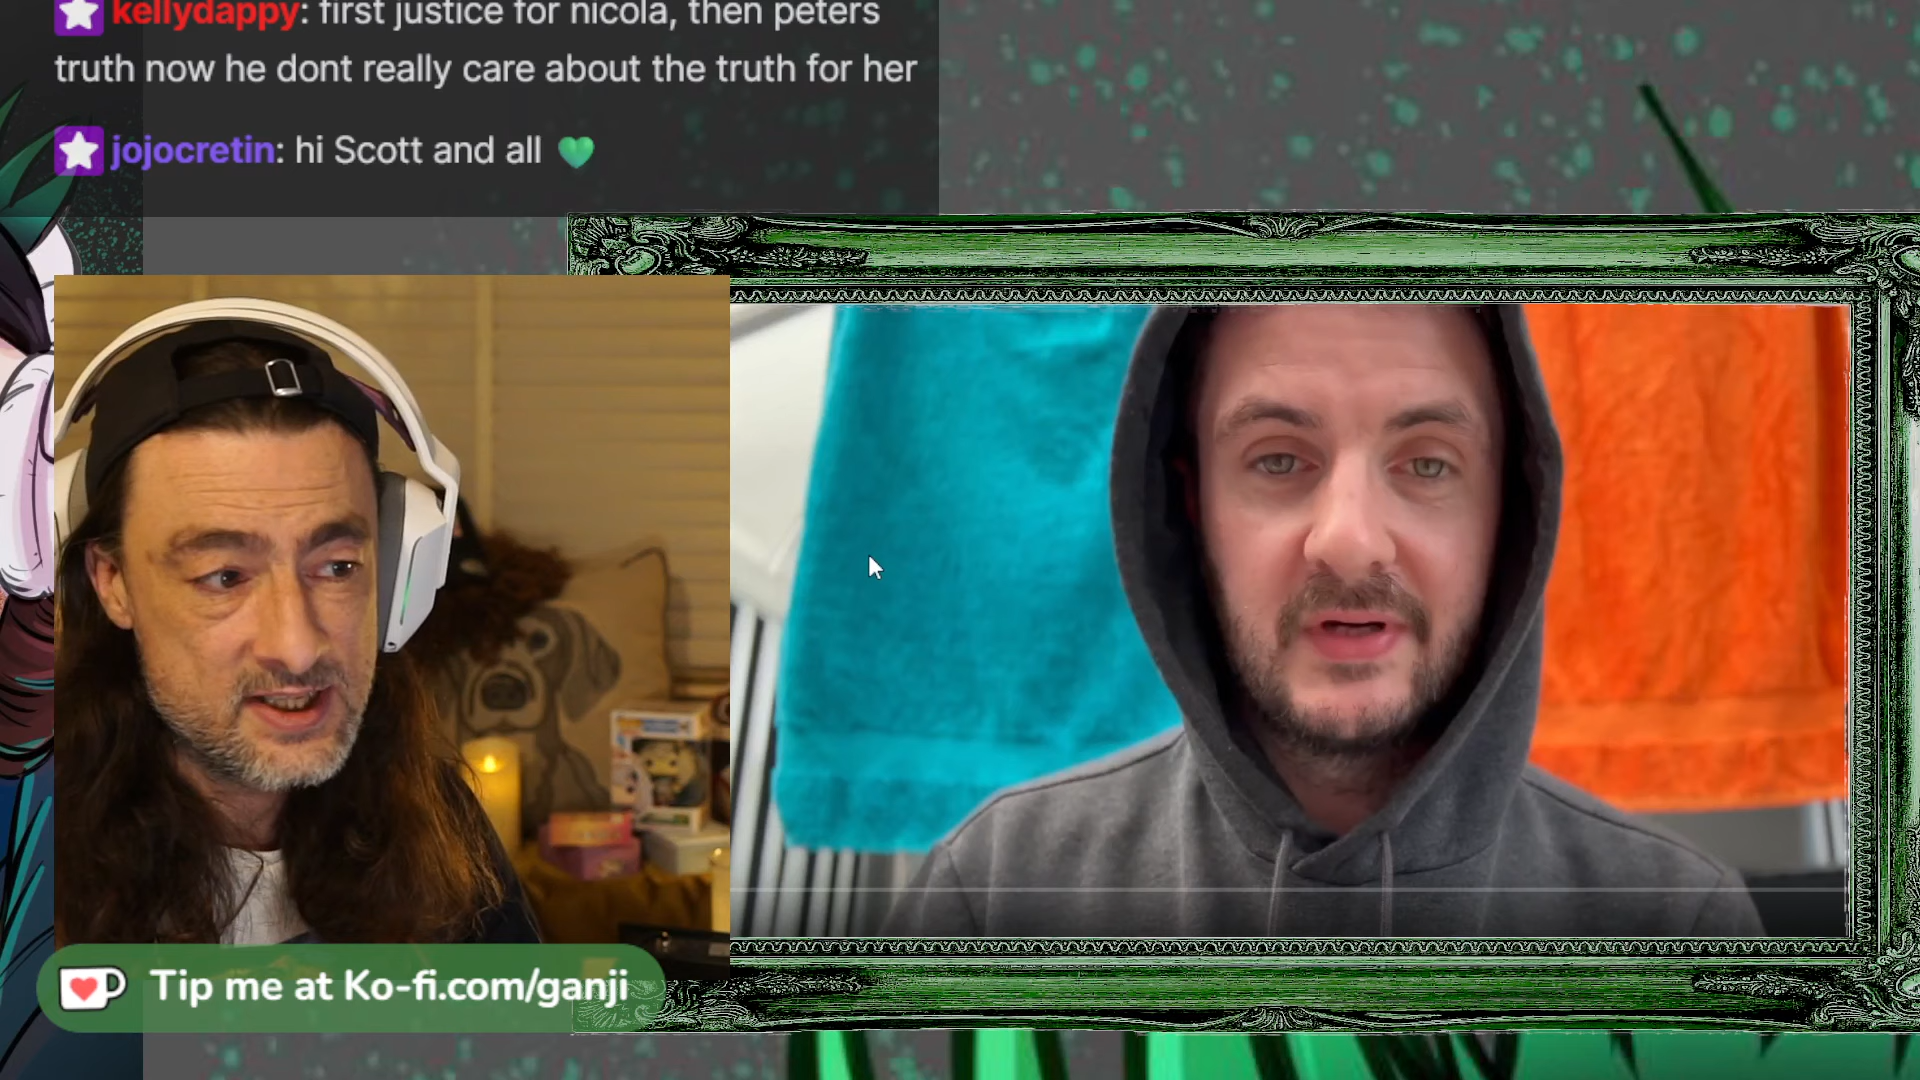 kellydappy: first justice for nicola, then peters
truth now he dont really care about the truth for her
jojocretin: hi Scott and all 💚
Tip me at Ko-fi.com/ganji